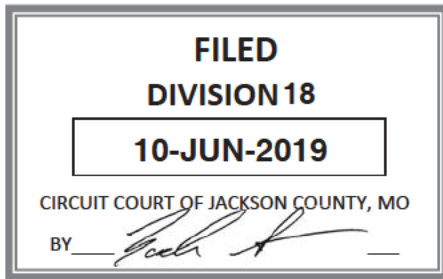 FILED
DIVISION 18
10-JUN-2019
CIRCUIT COURT OF JACKSON COUNTY, MO
BY